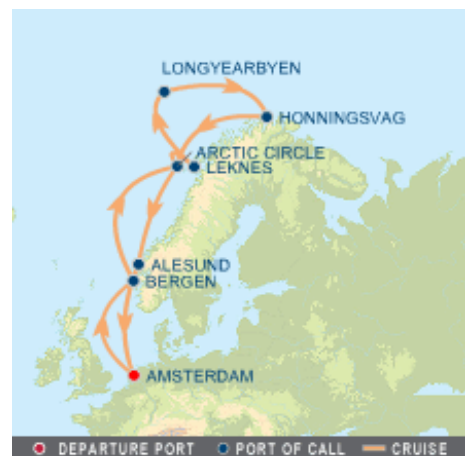 LONGYEARBYEN
HONNINGSVAG
ARCTIC CIRCLE
LEKNES
ALESUND
BERGEN
AMSTERDAM
DEPARTURE PORT PORT OF CALL CRUISE